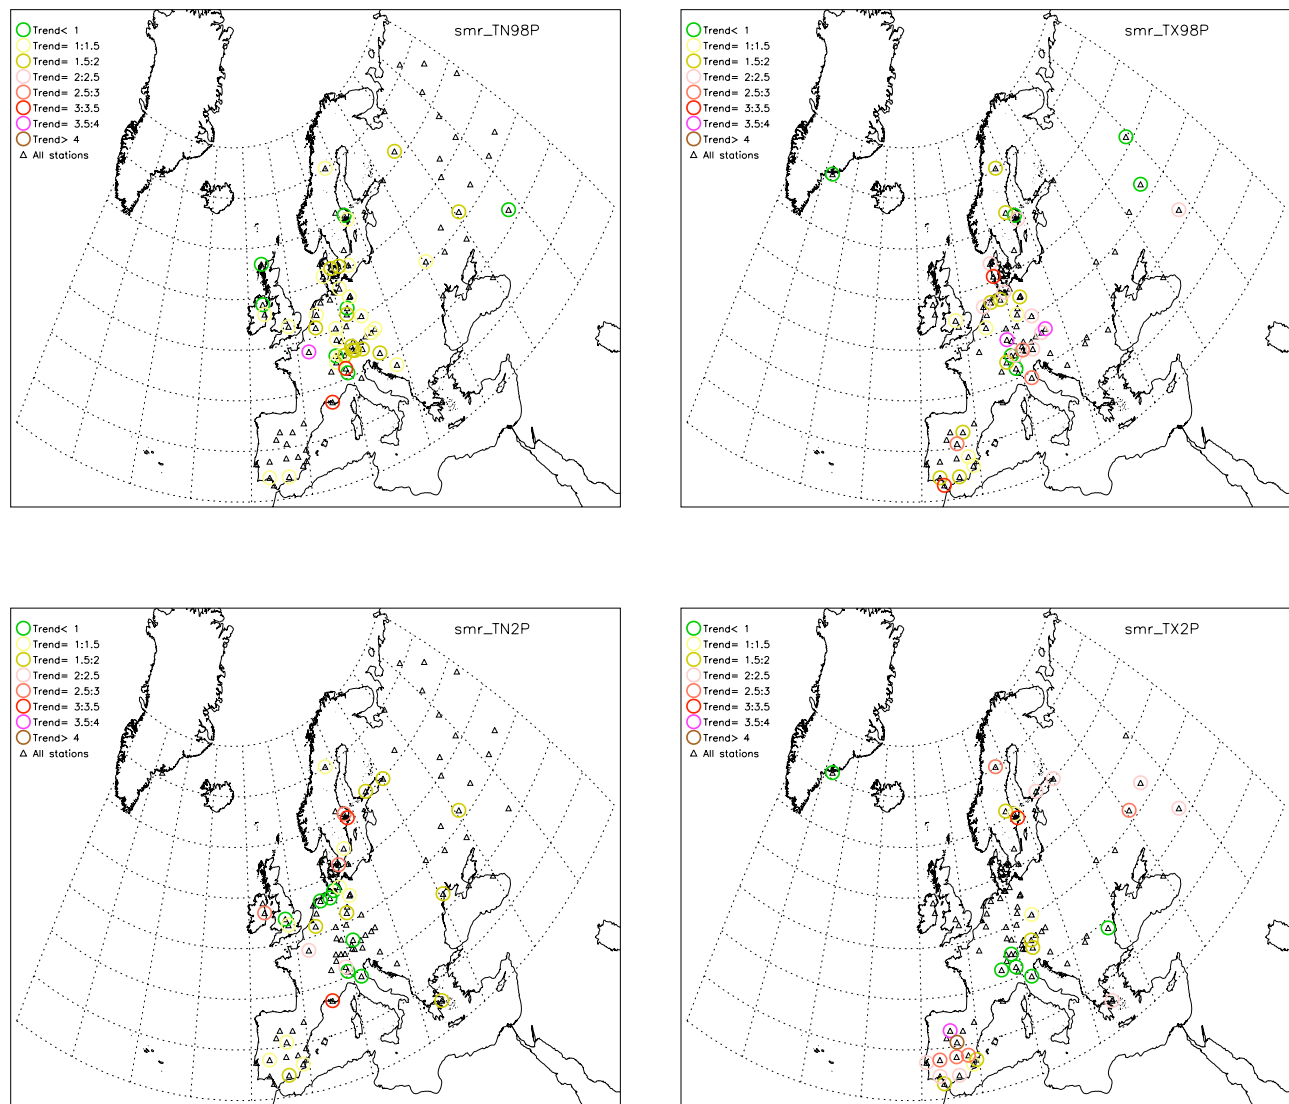 smr_TN98P
Trend< 1
Trend= 1:1.5
Trend= 1.5:2
Trend= 2:2.5
Trend= 2.5:3
Trend= 3:3.5
Trend= 3.5:4
Trend> 4
All stations
smr_TX98P
Trend< 1
Trend= 1:1.5
Trend= 1.5:2
Trend= 2:2.5
Trend= 2.5:3
Trend= 3:3.5
Trend= 3.5:4
Trend> 4
All stations
smr_TN2P
Trend< 1
Trend= 1:1.5
Trend= 1.5:2
Trend= 2:2.5
Trend= 2.5:3
Trend= 3:3.5
Trend= 3.5:4
Trend> 4
All stations
smr_TX2P
Trend< 1
Trend= 1:1.5
Trend= 1.5:2
Trend= 2:2.5
Trend= 2.5:3
Trend= 3:3.5
Trend= 3.5:4
Trend> 4
All stations